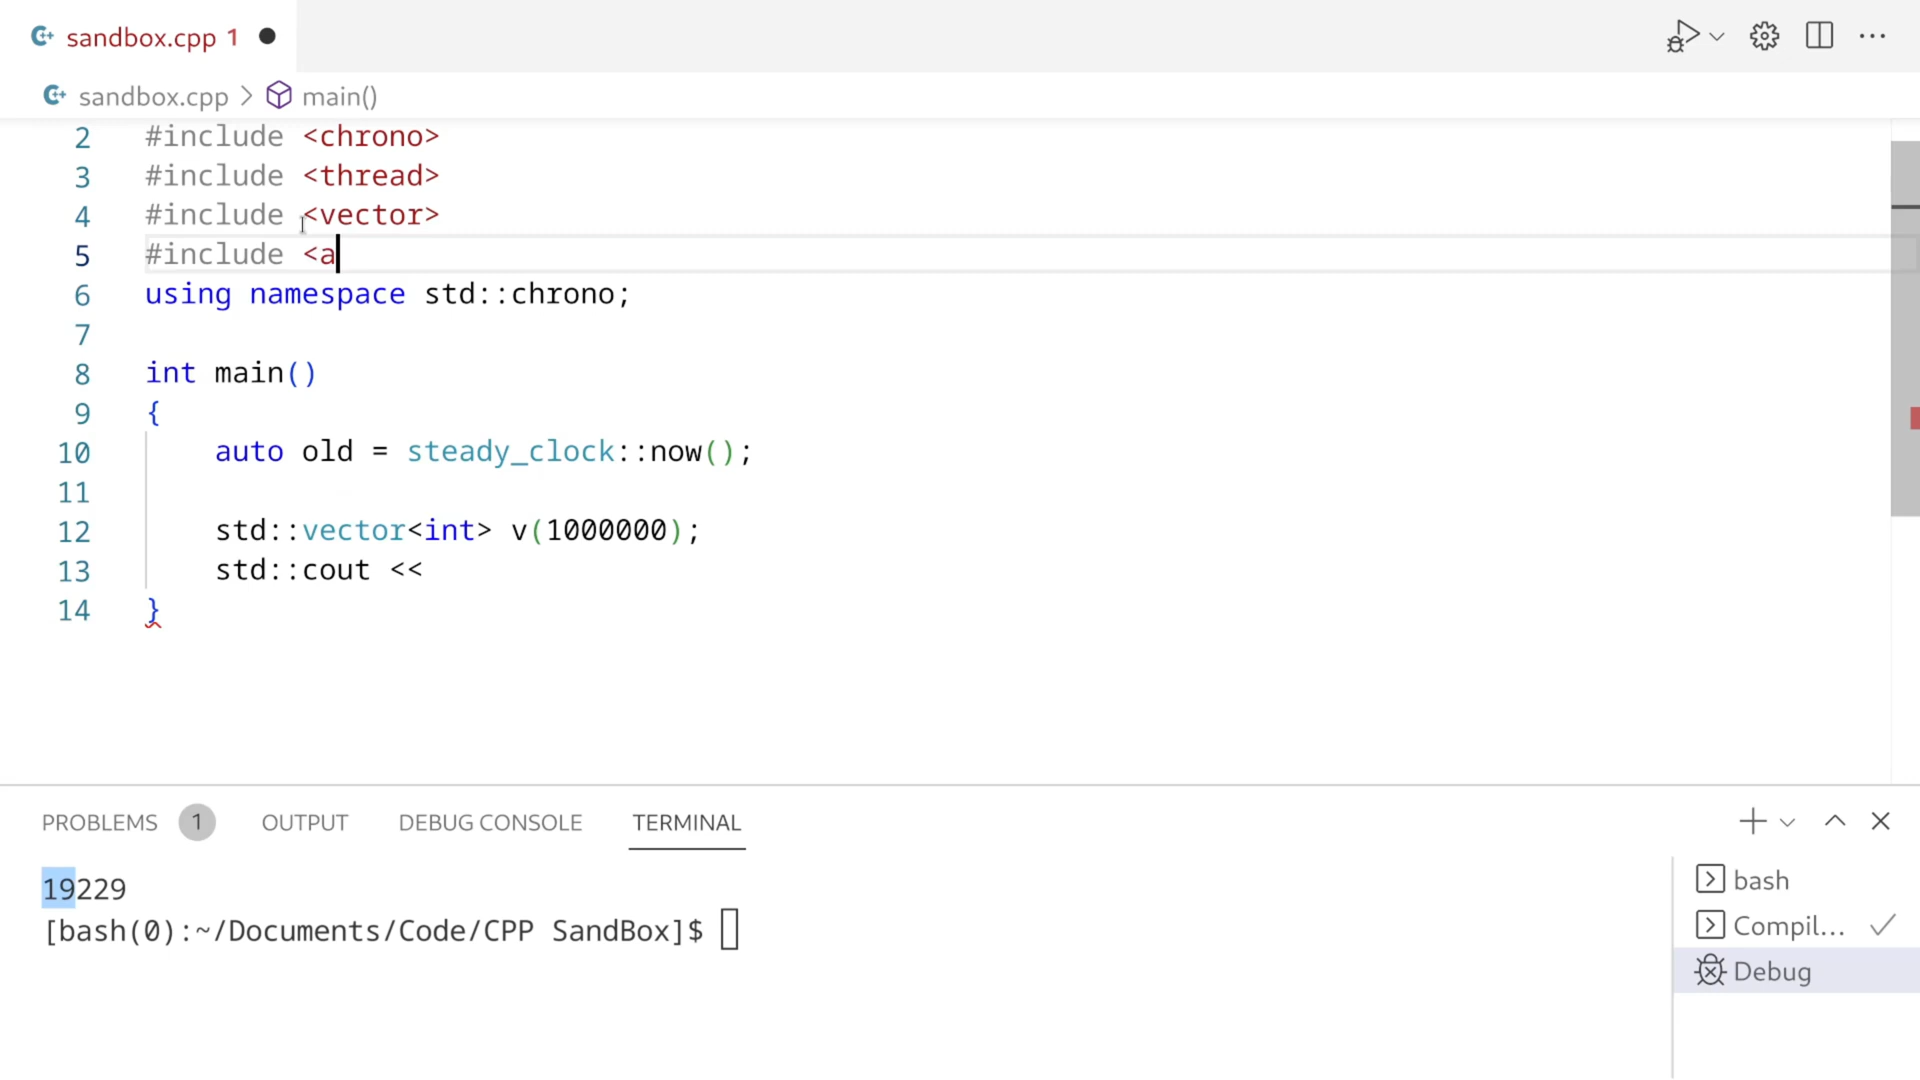 sandbox.cpp 1
sandbox.cpp > main()
2 #include <chrono>
3 #include <thread>
4 #include <vector>
5 #include <a
6 using namespace std::chrono;
7
8 int main()
9 {
10 auto old = steady_clock::now();
11
12 std::vector<int> v(1000000);
13 std::cout <<
14 }
PROBLEMS 1 OUTPUT DEBUG CONSOLE TERMINAL
19229
[bash(0):~/Documents/Code/CPP SandBox]$
bash
Compil...
Debug